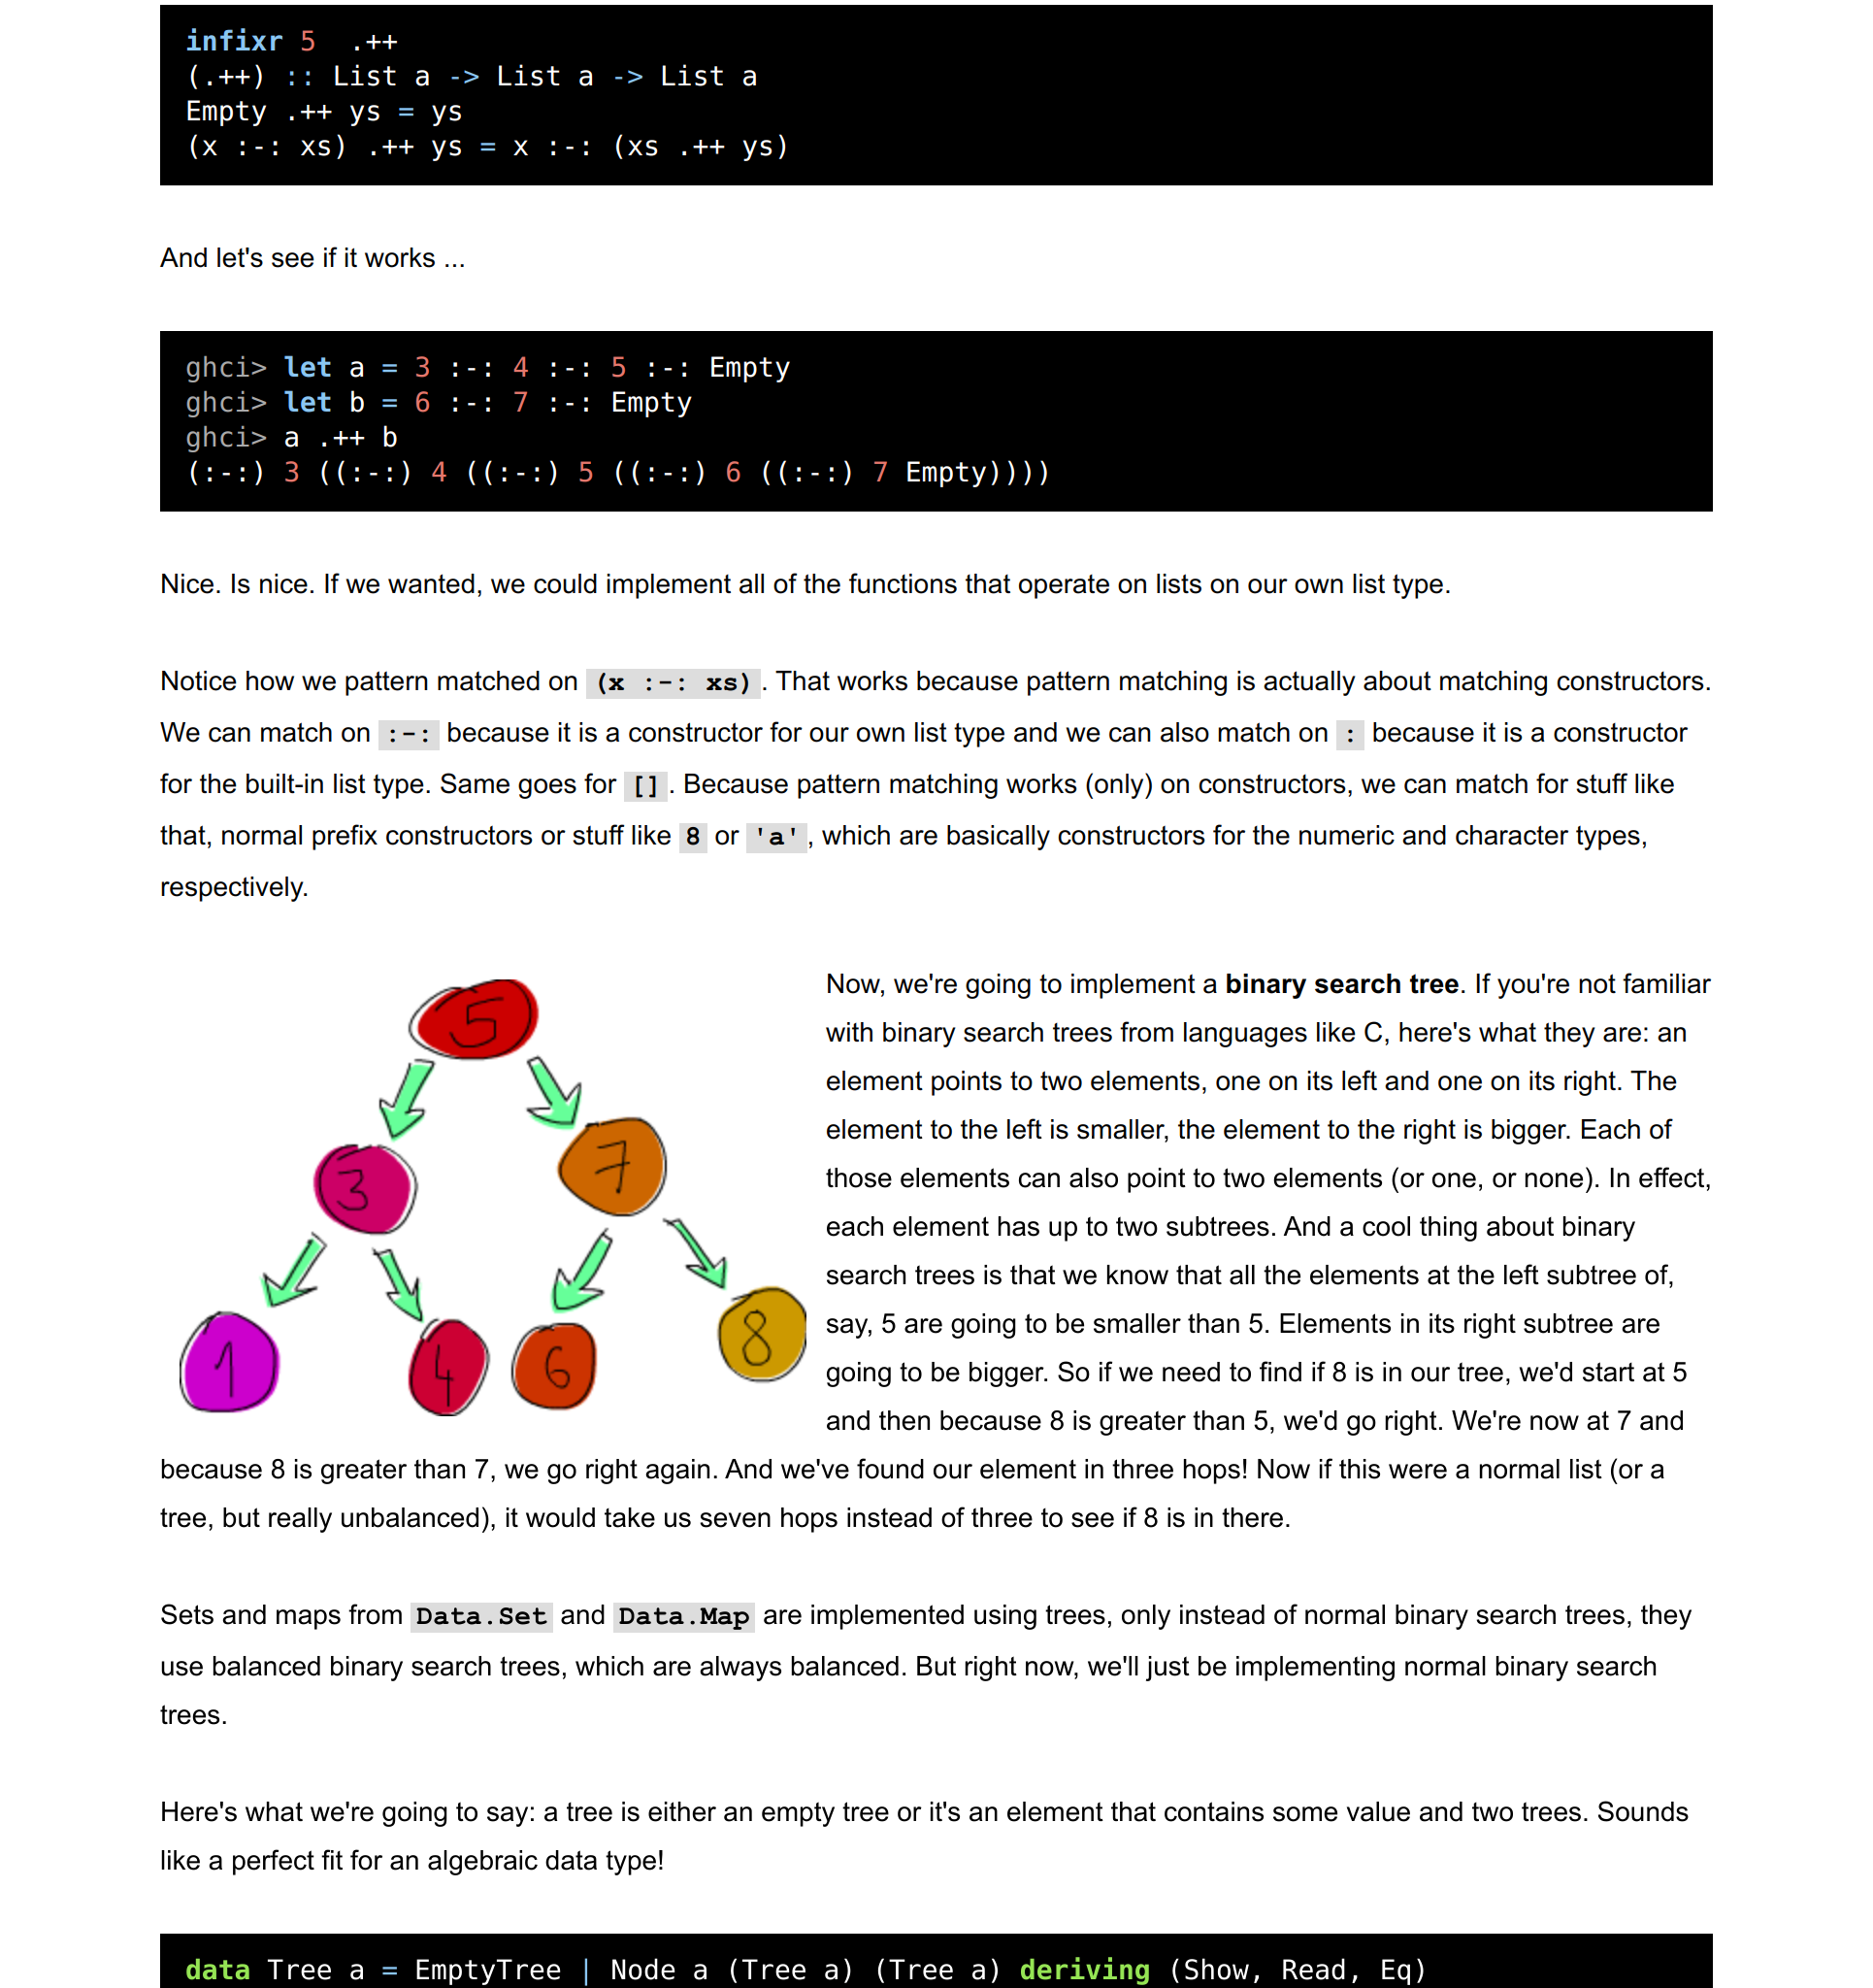 infixr 5  .++
(.++) :: List a -> List a -> List a
Empty .++ ys = ys
(x :-: xs) .++ ys = x :-: (xs .++ ys)
And let's see if it works ...
ghci> let a = 3 :-: 4 :-: 5 :-: Empty
ghci> let b = 6 :-: 7 :-: Empty
ghci> a .++ b
(:-:) 3 ((:-:) 4 ((:-:) 5 ((:-:) 6 ((:-:) 7 Empty))))
Nice. Is nice. If we wanted, we could implement all of the functions that operate on lists on our own list type.
Notice how we pattern matched on (x :-: xs). That works because pattern matching is actually about matching constructors.
We can match on :-: because it is a constructor for our own list type and we can also match on : because it is a constructor
for the built-in list type. Same goes for []. Because pattern matching works (only) on constructors, we can match for stuff like
that, normal prefix constructors or stuff like 8 or 'a', which are basically constructors for the numeric and character types,
respectively.
5
3
7
1
4
6
8
Now, we're going to implement a binary search tree. If you're not familiar
with binary search trees from languages like C, here's what they are: an
element points to two elements, one on its left and one on its right. The
element to the left is smaller, the element to the right is bigger. Each of
those elements can also point to two elements (or one, or none). In effect,
each element has up to two subtrees. And a cool thing about binary
search trees is that we know that all the elements at the left subtree of,
say, 5 are going to be smaller than 5. Elements in its right subtree are
going to be bigger. So if we need to find if 8 is in our tree, we'd start at 5
and then because 8 is greater than 5, we'd go right. We're now at 7 and
because 8 is greater than 7, we go right again. And we've found our element in three hops! Now if this were a normal list (or a
tree, but really unbalanced), it would take us seven hops instead of three to see if 8 is in there.
Sets and maps from Data.Set and Data.Map are implemented using trees, only instead of normal binary search trees, they
use balanced binary search trees, which are always balanced. But right now, we'll just be implementing normal binary search
trees.
Here's what we're going to say: a tree is either an empty tree or it's an element that contains some value and two trees. Sounds
like a perfect fit for an algebraic data type!
data Tree a = EmptyTree | Node a (Tree a) (Tree a) deriving (Show, Read, Eq)